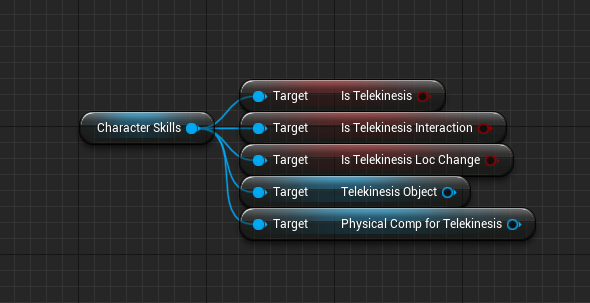 Target Is Telekinesis
Character Skills Target Is Telekinesis Interaction
Target Is Telekinesis Loc Change
Target Telekinesis Object
Target Physical Comp for Telekinesis